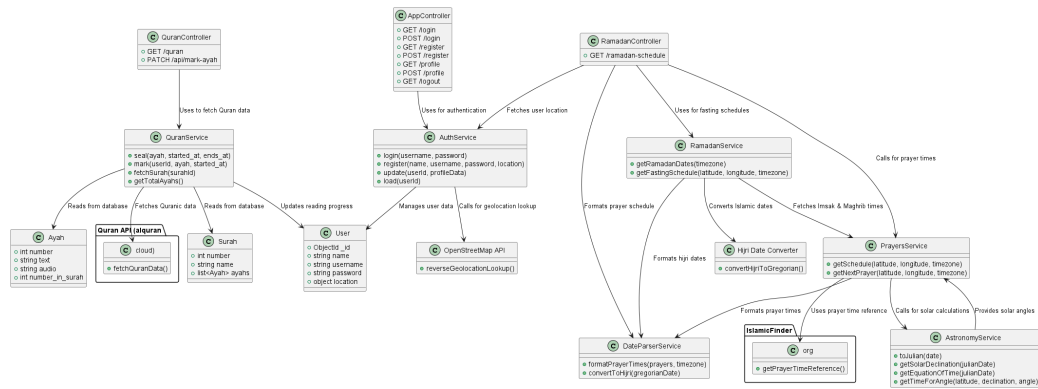 AppController
GET /login
POST /login
GET /register
POST /register
GET /profile
POST /profile
GET /logout
QuranController
GET /quran
PATCH /api/mark-ayah
RamadanController
GET /ramadan-schedule
Uses to fetch Quran data
Uses for authentication
Fetches user location
Uses for fasting schedules
Calls for prayer times
QuranService
seal(ayah, started_at, ends_at)
mark(userId, ayah, started_at)
fetchSurah(surahId)
getTotalAyahs()
AuthService
login(username, password)
register(name, username, password, location)
update(userId, profileData)
load(userId)
RamadanService
getRamadanDates(timezone)
getFastingSchedule(latitude, longitude, timezone)
Formats prayer schedule
Reads from database
Fetches Quranic data
Reads from database
Updates reading progress
Manages user data
Calls for geolocation lookup
Formats hijri dates
Converts Islamic dates
Fetches Imsak & Maghrib times
Ayah
int number
string text
string audio
int number_in_surah
Quran API (alquran
cloud)
fetchQuranData()
Surah
int number
string name
list<Ayah> ayahs
User
ObjectId _id
string name
string username
string password
object location
OpenStreetMap API
reverseGeolocationLookup()
Hijri Date Converter
convertHijriToGregorian()
PrayersService
getSchedule(latitude, longitude, timezone)
getNextPrayer(latitude, longitude, timezone)
Formats prayer times
Uses prayer time reference
Calls for solar calculations
Provides solar angles
DateParserService
formatPrayerTimes(prayers, timezone)
convertToHijri(gregorianDate)
IslamicFinder
org
getPrayerTimeReference()
AstronomyService
toJulian(date)
getSolarDeclination(julianDate)
getEquationOfTime(julianDate)
getTimeForAngle(latitude, declination, angle)